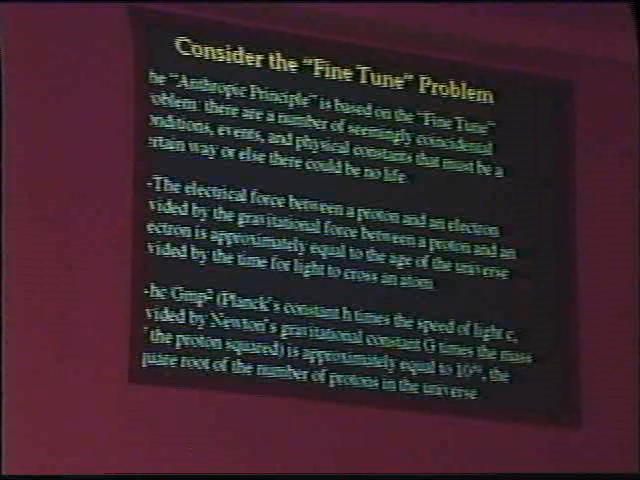 Consider the "Fine Tune" Problem
he "Anthropic Principle" is based on the "Fine Tune"
oblem: there are a number of seemingly coincidental
onditions, events, and physical constants that must be a
ertain way or else there could be no life.
-The electrical force between a proton and an electron
vided by the gravitational force between a proton and an
ectron is approximately equal to the age of the universe
vided by the time for light to cross an atom.
-hc Gmp² (Planck's constant h times the speed of light c,
vided by Newton's gravitational constant G times the mass
the proton squared) is approximately equal to the
quare root of the number of protons in the universe